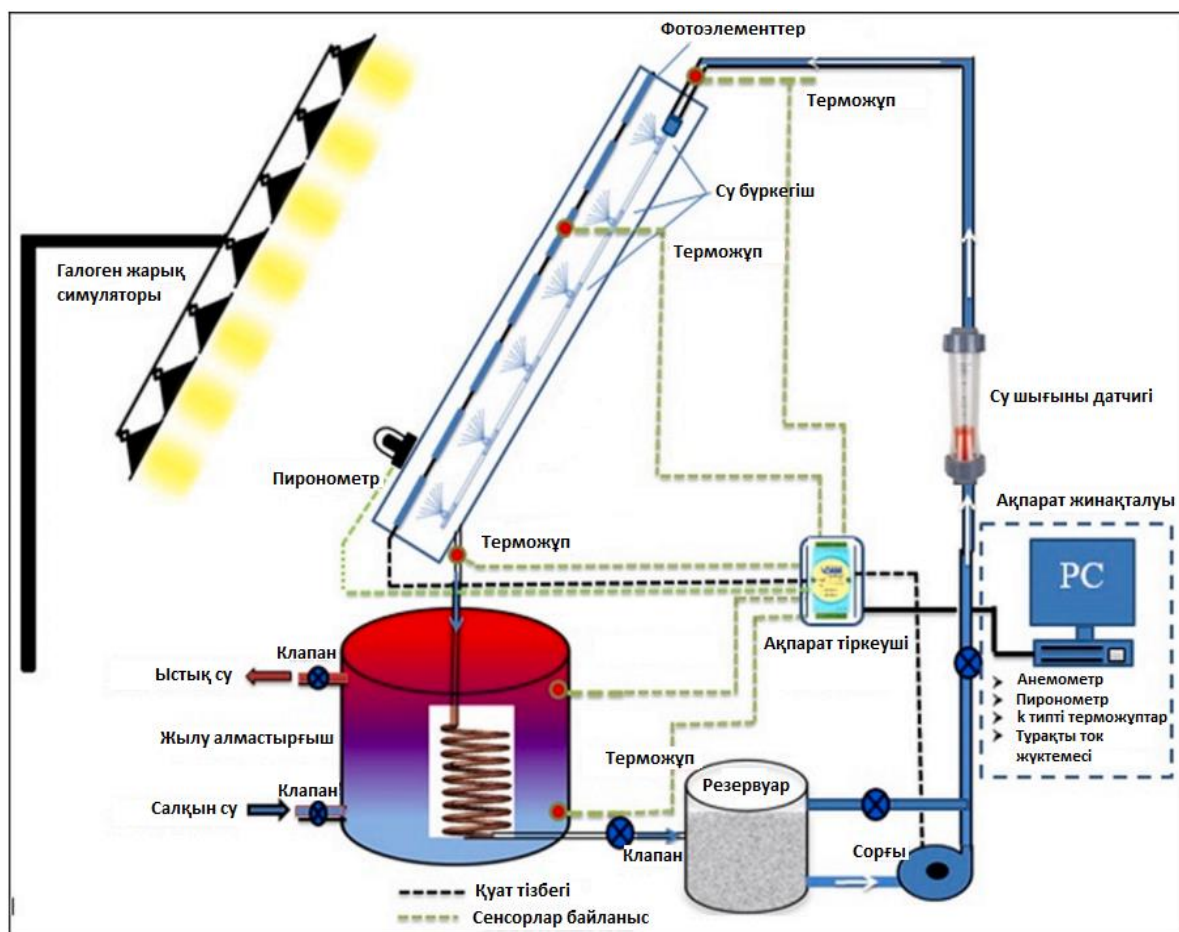 Фотоэлементтер
Терможұп
Су бүркегіш
Терможұп
Галоген жарық
симуляторы
Су шығыны датчигі
Пиронометр
Ақпарат жинақталуы
Терможұп
PC
Ақпарат тіркеуші
Клапан
Ыстық су
Анемометр
Пиронометр
k типті терможұптар
Тұрақты ток
жүктемесі
Жылу алмастырғыш
Терможұп
Клапан
Резервуар
Салқын су
Клапан
Сорғы
Қуат тізбегі
Сенсорлар байланыс